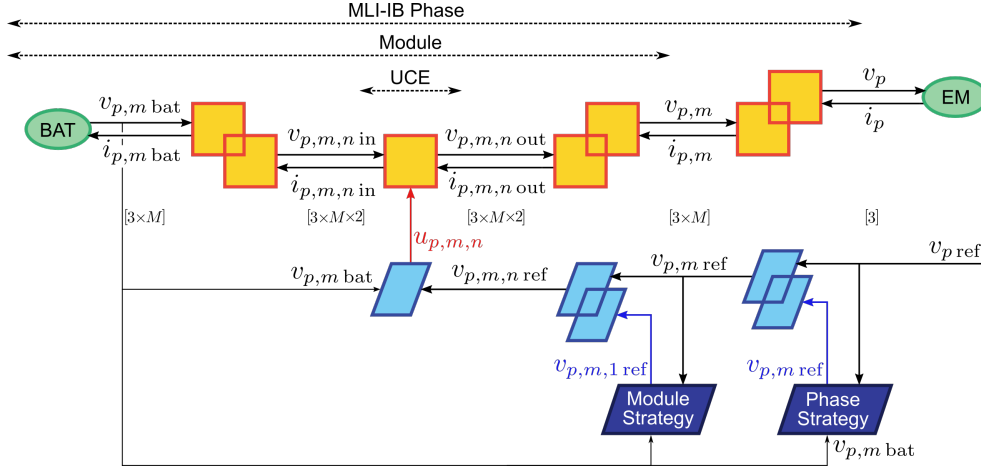 MLI-IB Phase
Module
UCE
BAT
v_{p,m bat}
i_{p,m bat}
v_{p,m,n in}
i_{p,m,n in}
v_{p,m,n out}
i_{p,m,n out}
v_{p,m}
i_{p,m}
v_p
i_p
EM
[3×M]
[3×M×2]
[3×M×2]
[3×M]
[3]
u_{p,m,n}
v_{p,m bat}
v_{p,m,n ref}
v_{p,m ref}
v_{p ref}
v_{p,m,1 ref}
v_{p,m ref}
Module
Strategy
Phase
Strategy
v_{p,m bat}